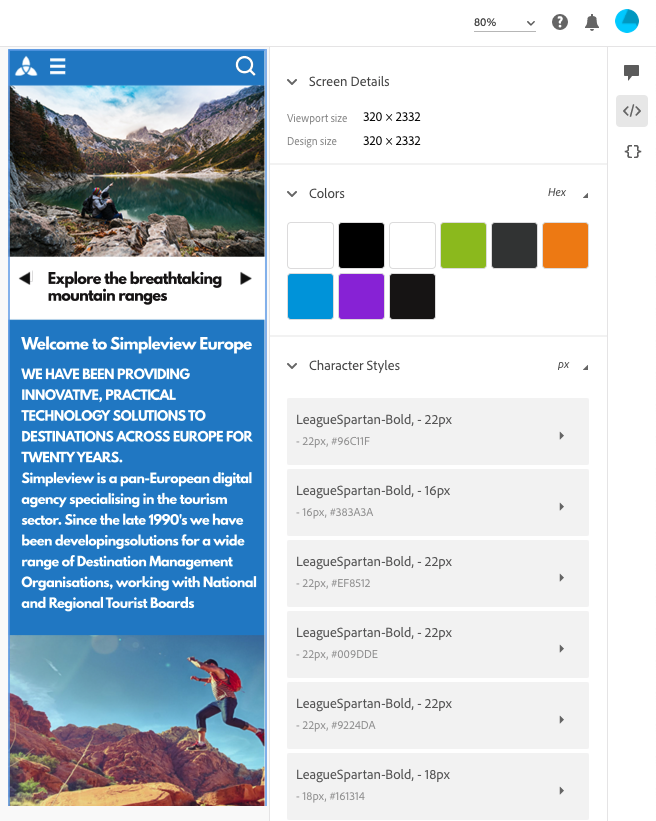 80%
Explore the breathtaking
mountain ranges
Welcome to Simpleview Europe
WE HAVE BEEN PROVIDING
INNOVATIVE, PRACTICAL
TECHNOLOGY SOLUTIONS TO
DESTINATIONS ACROSS EUROPE FOR
TWENTY YEARS.
Simpleview is a pan-European digital
agency specialising in the tourism
sector. Since the late 1990's we have
been developingsolutions for a wide
range of Destination Management
Organisations, working with National
and Regional Tourist Boards
Screen Details
Viewport size 320 × 2332
Design size 320 × 2332
Colors Hex
Character Styles px
LeagueSpartan-Bold, - 22px
- 22px, #96C11F
LeagueSpartan-Bold, - 16px
- 16px, #383A3A
LeagueSpartan-Bold, - 22px
- 22px, #EF8512
LeagueSpartan-Bold, - 22px
- 22px, #009DDE
LeagueSpartan-Bold, - 22px
- 22px, #9224DA
LeagueSpartan-Bold, - 18px
- 18px, #161314